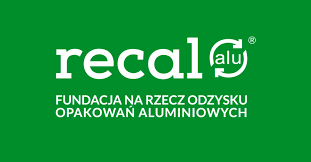 recal alu ®
FUNDACJA NA RZECZ ODZYSKU
OPAKOWAŃ ALUMINIOWYCH